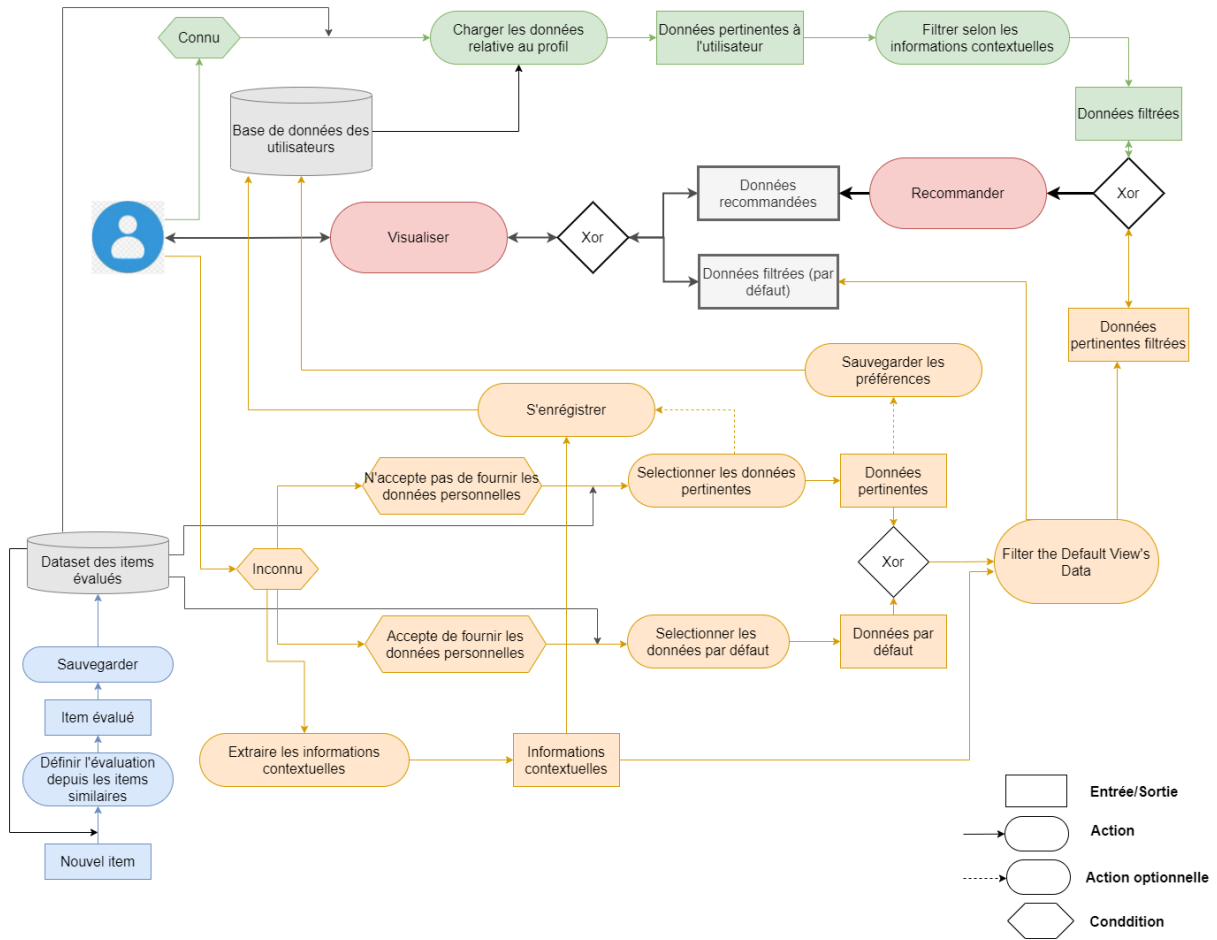 Connu
Charger les données
relative au profil
Données pertinentes à
l'utilisateur
Filtrer selon les
informations contextuelles
Base de données des
utilisateurs
Données filtrées
Visualiser
Xor
Données
recommandées
Recommander
Xor
Données filtrées (par
défaut)
Données
pertinentes filtrées
Sauvegarder les
préférences
S'enrégistrer
N'accepte pas de fournir les
données personnelles
Selectionner les données
pertinentes
Données
pertinentes
Dataset des items
évalués
Inconnu
Xor
Filter the Default View's
Data
Accepte de fournir les
données personnelles
Selectionner les
données par défaut
Données par
défaut
Sauvegarder
Item évalué
Extraire les informations
contextuelles
Informations
contextuelles
Définir l'évaluation
depuis les items
similaires
Nouvel item
Entrée/Sortie
Action
Action optionnelle
Conddition